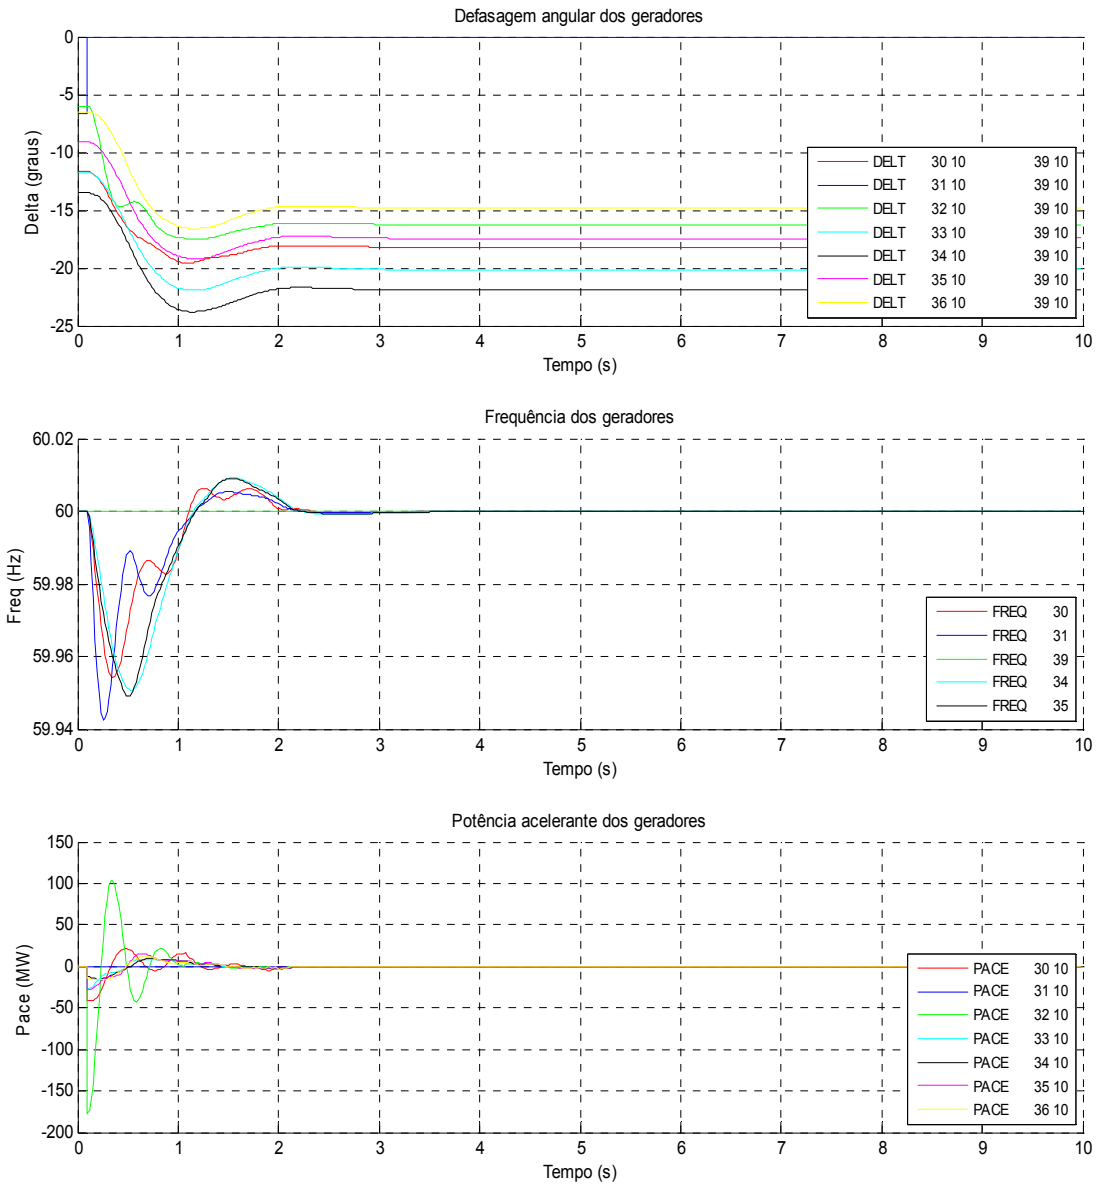 Defasagem angular dos geradores
0
-5
-10
-15
-20
-25
Delta (graus)
DELT 30 10 39 10
DELT 31 10 39 10
DELT 32 10 39 10
DELT 33 10 39 10
DELT 34 10 39 10
DELT 35 10 39 10
DELT 36 10 39 10
0 1 2 3 4 5 6 7 8 9 10
Tempo (s)
Frequência dos geradores
60.02
60
59.98
59.96
59.94
Freq (Hz)
FREQ 30
FREQ 31
FREQ 39
FREQ 34
FREQ 35
0 1 2 3 4 5 6 7 8 9 10
Tempo (s)
Potência acelerante dos geradores
150
100
50
0
-50
-100
-150
-200
Pace (MW)
PACE 30 10
PACE 31 10
PACE 32 10
PACE 33 10
PACE 34 10
PACE 35 10
PACE 36 10
0 1 2 3 4 5 6 7 8 9 10
Tempo (s)